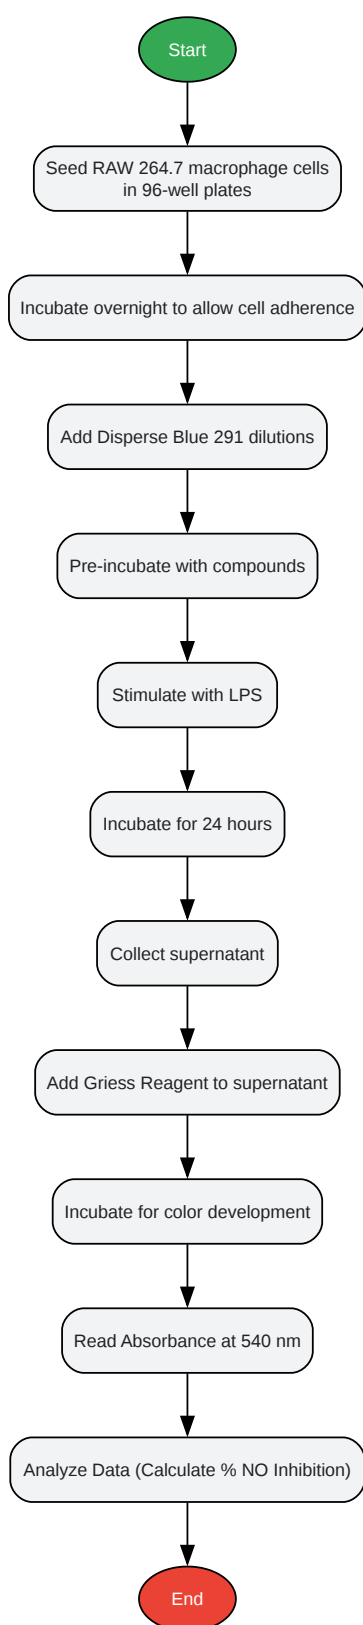 Start
Seed RAW 264.7 macrophage cells
in 96-well plates
Incubate overnight to allow cell adherence
Add Disperse Blue 291 dilutions
Pre-incubate with compounds
Stimulate with LPS
Incubate for 24 hours
Collect supernatant
Add Griess Reagent to supernatant
Incubate for color development
Read Absorbance at 540 nm
Analyze Data (Calculate % NO Inhibition)
End